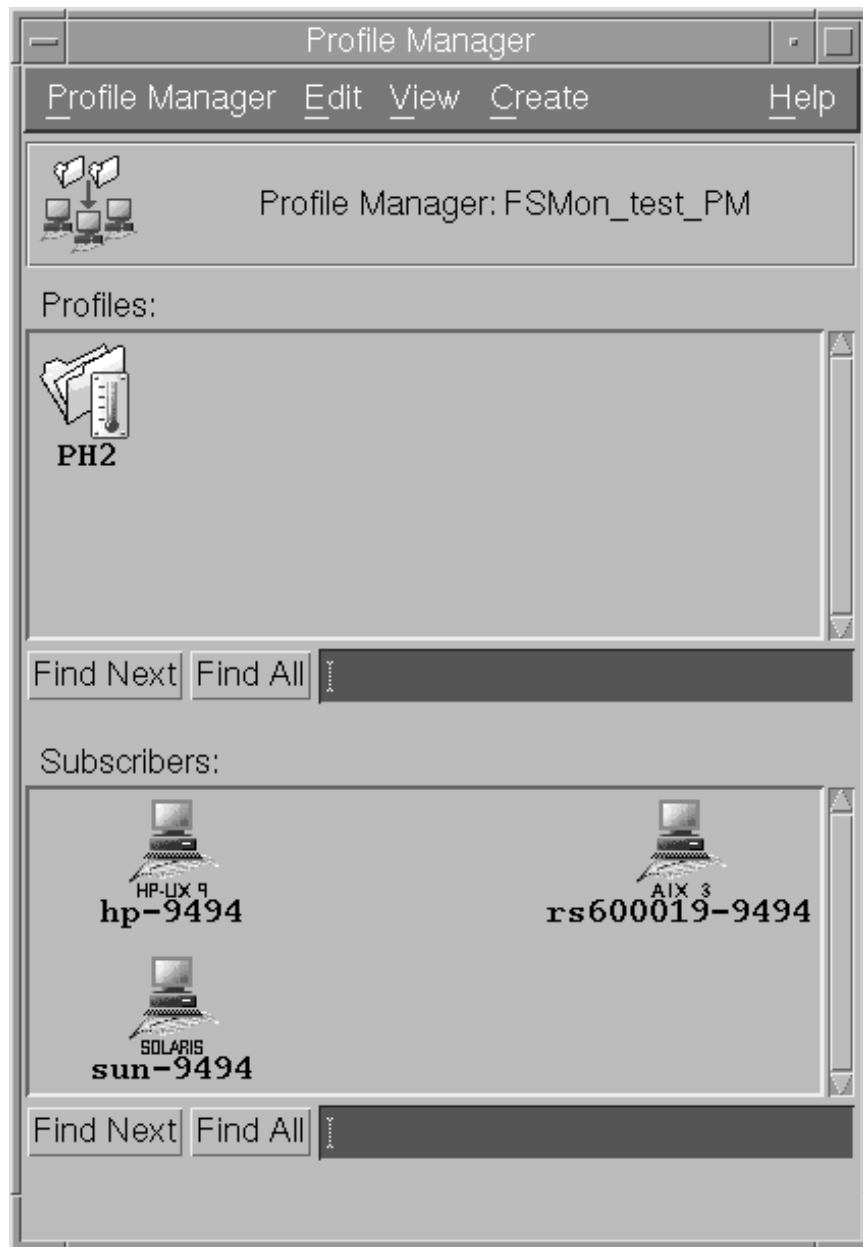 Profile Manager
Profile Manager Edit View Create Help
Profile Manager: FSMon_test_PM
Profiles:
PH2
Find Next Find All
Subscribers:
HP-UX 9 AIX 3
hp-9494 rs600019-9494
SOLARIS
sun-9494
Find Next Find All